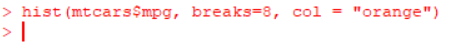 > hist(mtcars$mpg, breaks=8, col = "orange")
>